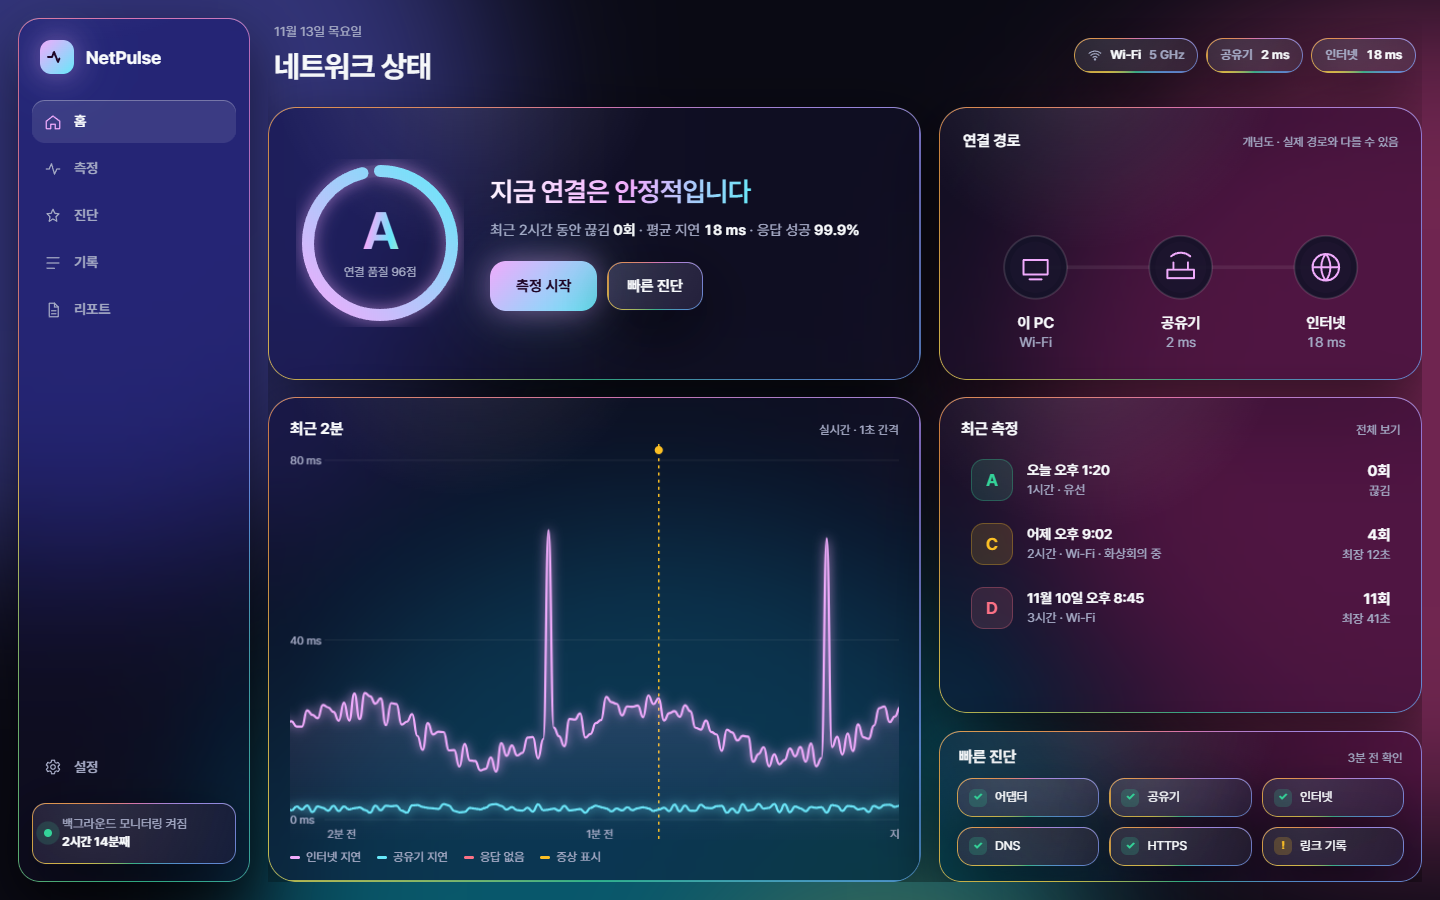 NetPulse
홈
측정
진단
기록
리포트
설정
백그라운드 모니터링 켜짐
2시간 14분째
11월 13일 목요일
네트워크 상태
Wi-Fi 5 GHz
공유기 2 ms
인터넷 18 ms
A
연결 품질 96점
지금 연결은 안정적입니다
최근 2시간 동안 끊김 0회 · 평균 지연 18 ms · 응답 성공 99.9%
측정 시작
빠른 진단
연결 경로
개념도 · 실제 경로와 다를 수 있음
이 PC
Wi-Fi
공유기
2 ms
인터넷
18 ms
최근 2분
실시간 · 1초 간격
80 ms
40 ms
0 ms
2분 전
1분 전
지
인터넷 지연
공유기 지연
응답 없음
증상 표시
최근 측정
전체 보기
A
오늘 오후 1:20
1시간 · 유선
0회
끊김
C
어제 오후 9:02
2시간 · Wi-Fi · 화상회의 중
4회
최장 12초
D
11월 10일 오후 8:45
3시간 · Wi-Fi
11회
최장 41초
빠른 진단
3분 전 확인
어댑터
공유기
인터넷
DNS
HTTPS
! 링크 기록